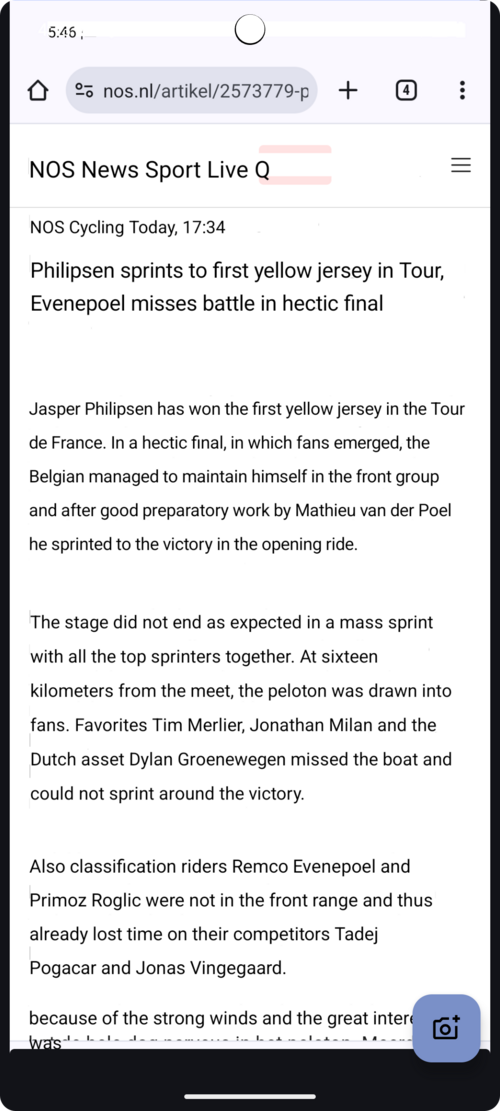 5:46
nos.nl/artikel/2573779-p
4
NOS News Sport Live Q
NOS Cycling Today, 17:34
Philipsen sprints to first yellow jersey in Tour,
Evenepoel misses battle in hectic final
Jasper Philipsen has won the first yellow jersey in the Tour
de France. In a hectic final, in which fans emerged, the
Belgian managed to maintain himself in the front group
and after good preparatory work by Mathieu van der Poel
he sprinted to the victory in the opening ride.
The stage did not end as expected in a mass sprint
with all the top sprinters together. At sixteen
kilometers from the meet, the peloton was drawn into
fans. Favorites Tim Merlier, Jonathan Milan and the
Dutch asset Dylan Groenewegen missed the boat and
could not sprint around the victory.
Also classification riders Remco Evenepoel and
Primoz Roglic were not in the front range and thus
already lost time on their competitors Tadej
Pogacar and Jonas Vingegaard.
because of the strong winds and the great intere
was